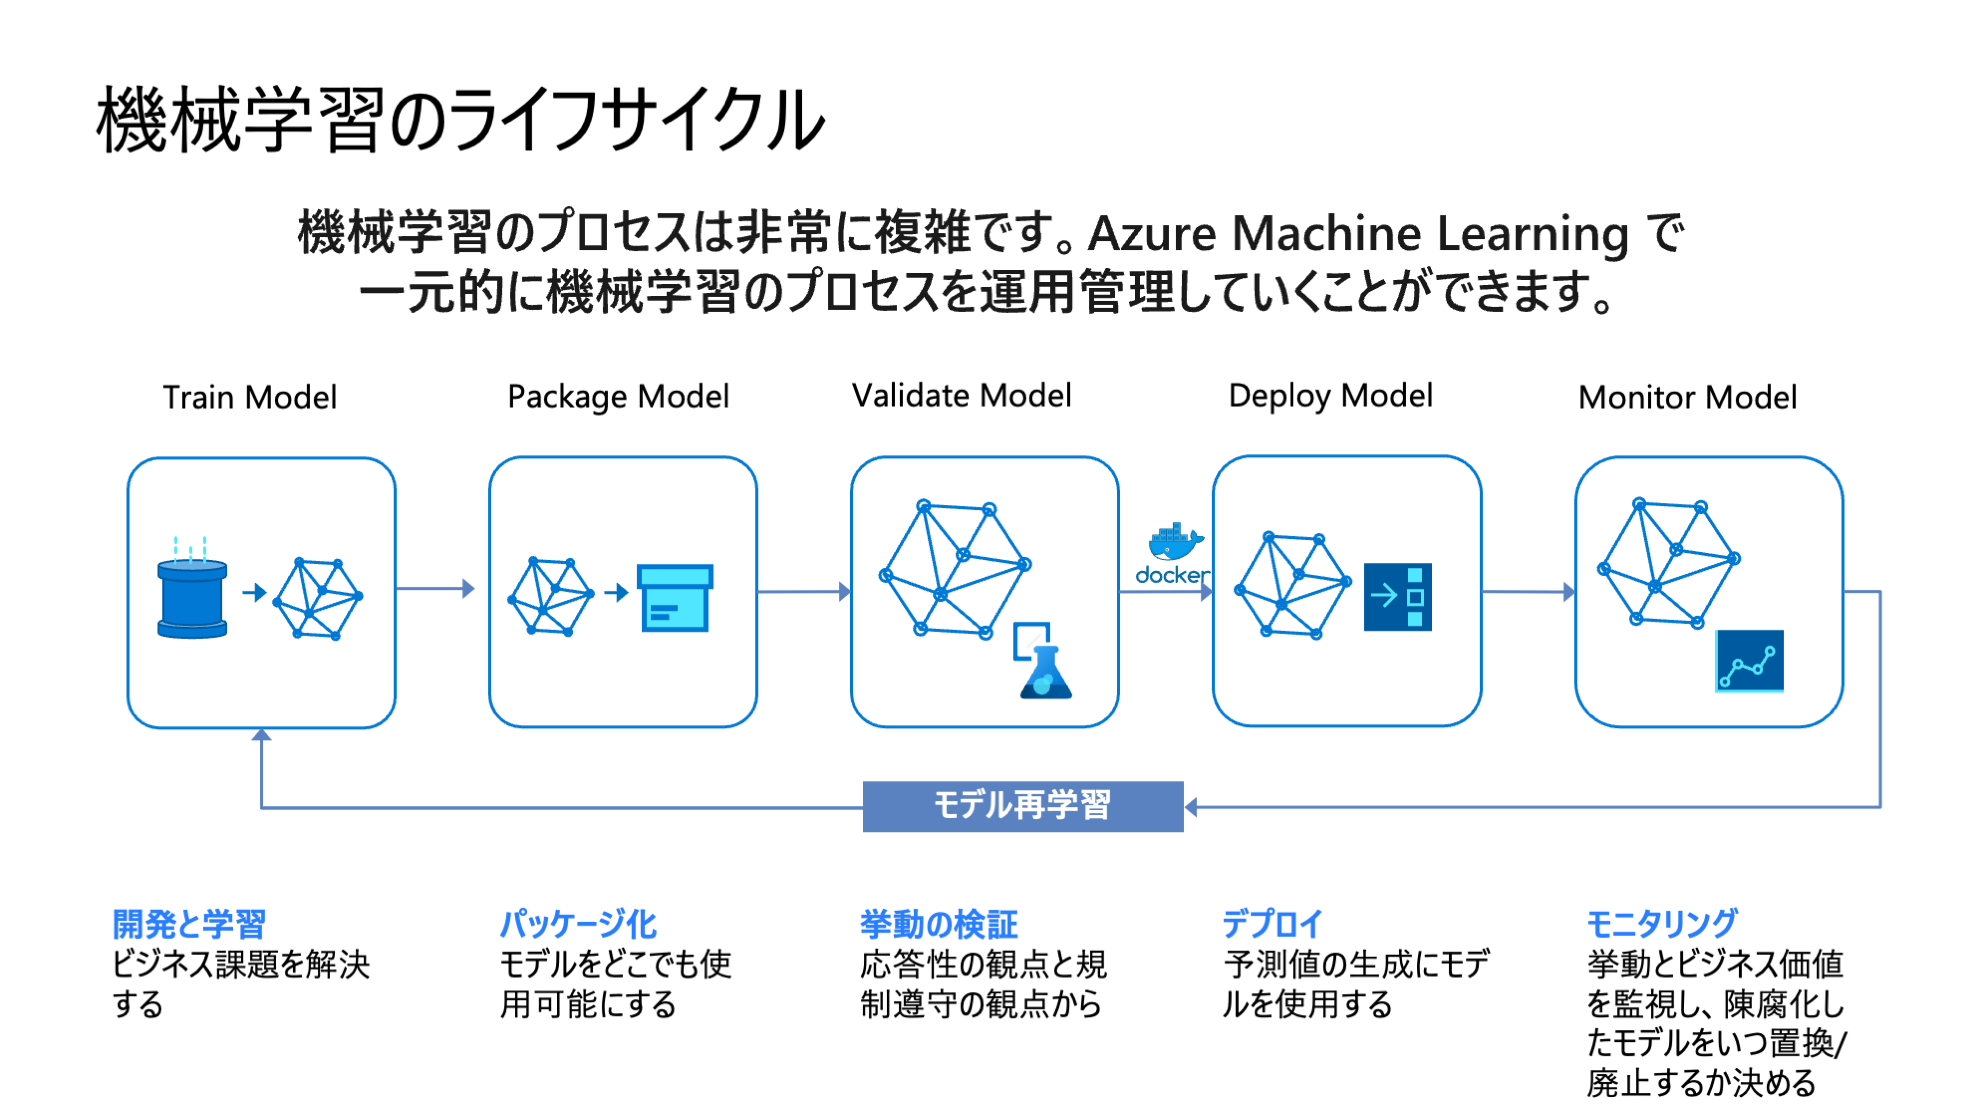 機械学習のライフサイクル
機械学習のプロセスは非常に複雑です。Azure Machine Learning で
一元的に機械学習のプロセスを運用管理していくことができます。
Train Model
Package Model
Validate Model
Deploy Model
Monitor Model
docker
モデル再学習
開発と学習
ビジネス課題を解決
する
パッケージ化
モデルをどこでも使
用可能にする
挙動の検証
応答性の観点と規
制遵守の観点から
デプロイ
予測値の生成にモデ
ルを使用する
モニタリング
挙動とビジネス価値
を監視し、陳腐化し
たモデルをいつ置換/
廃止するか決める